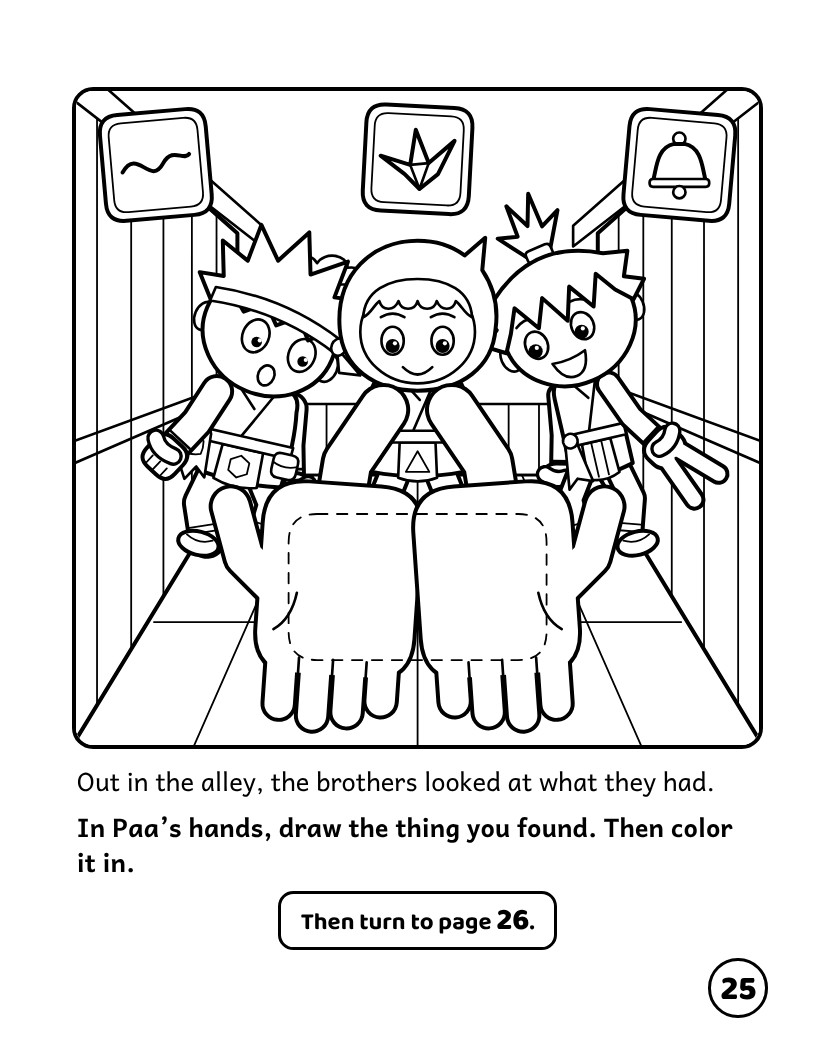 Out in the alley, the brothers looked at what they had.
In Paa’s hands, draw the thing you found. Then color
it in.
Then turn to page 26.
25